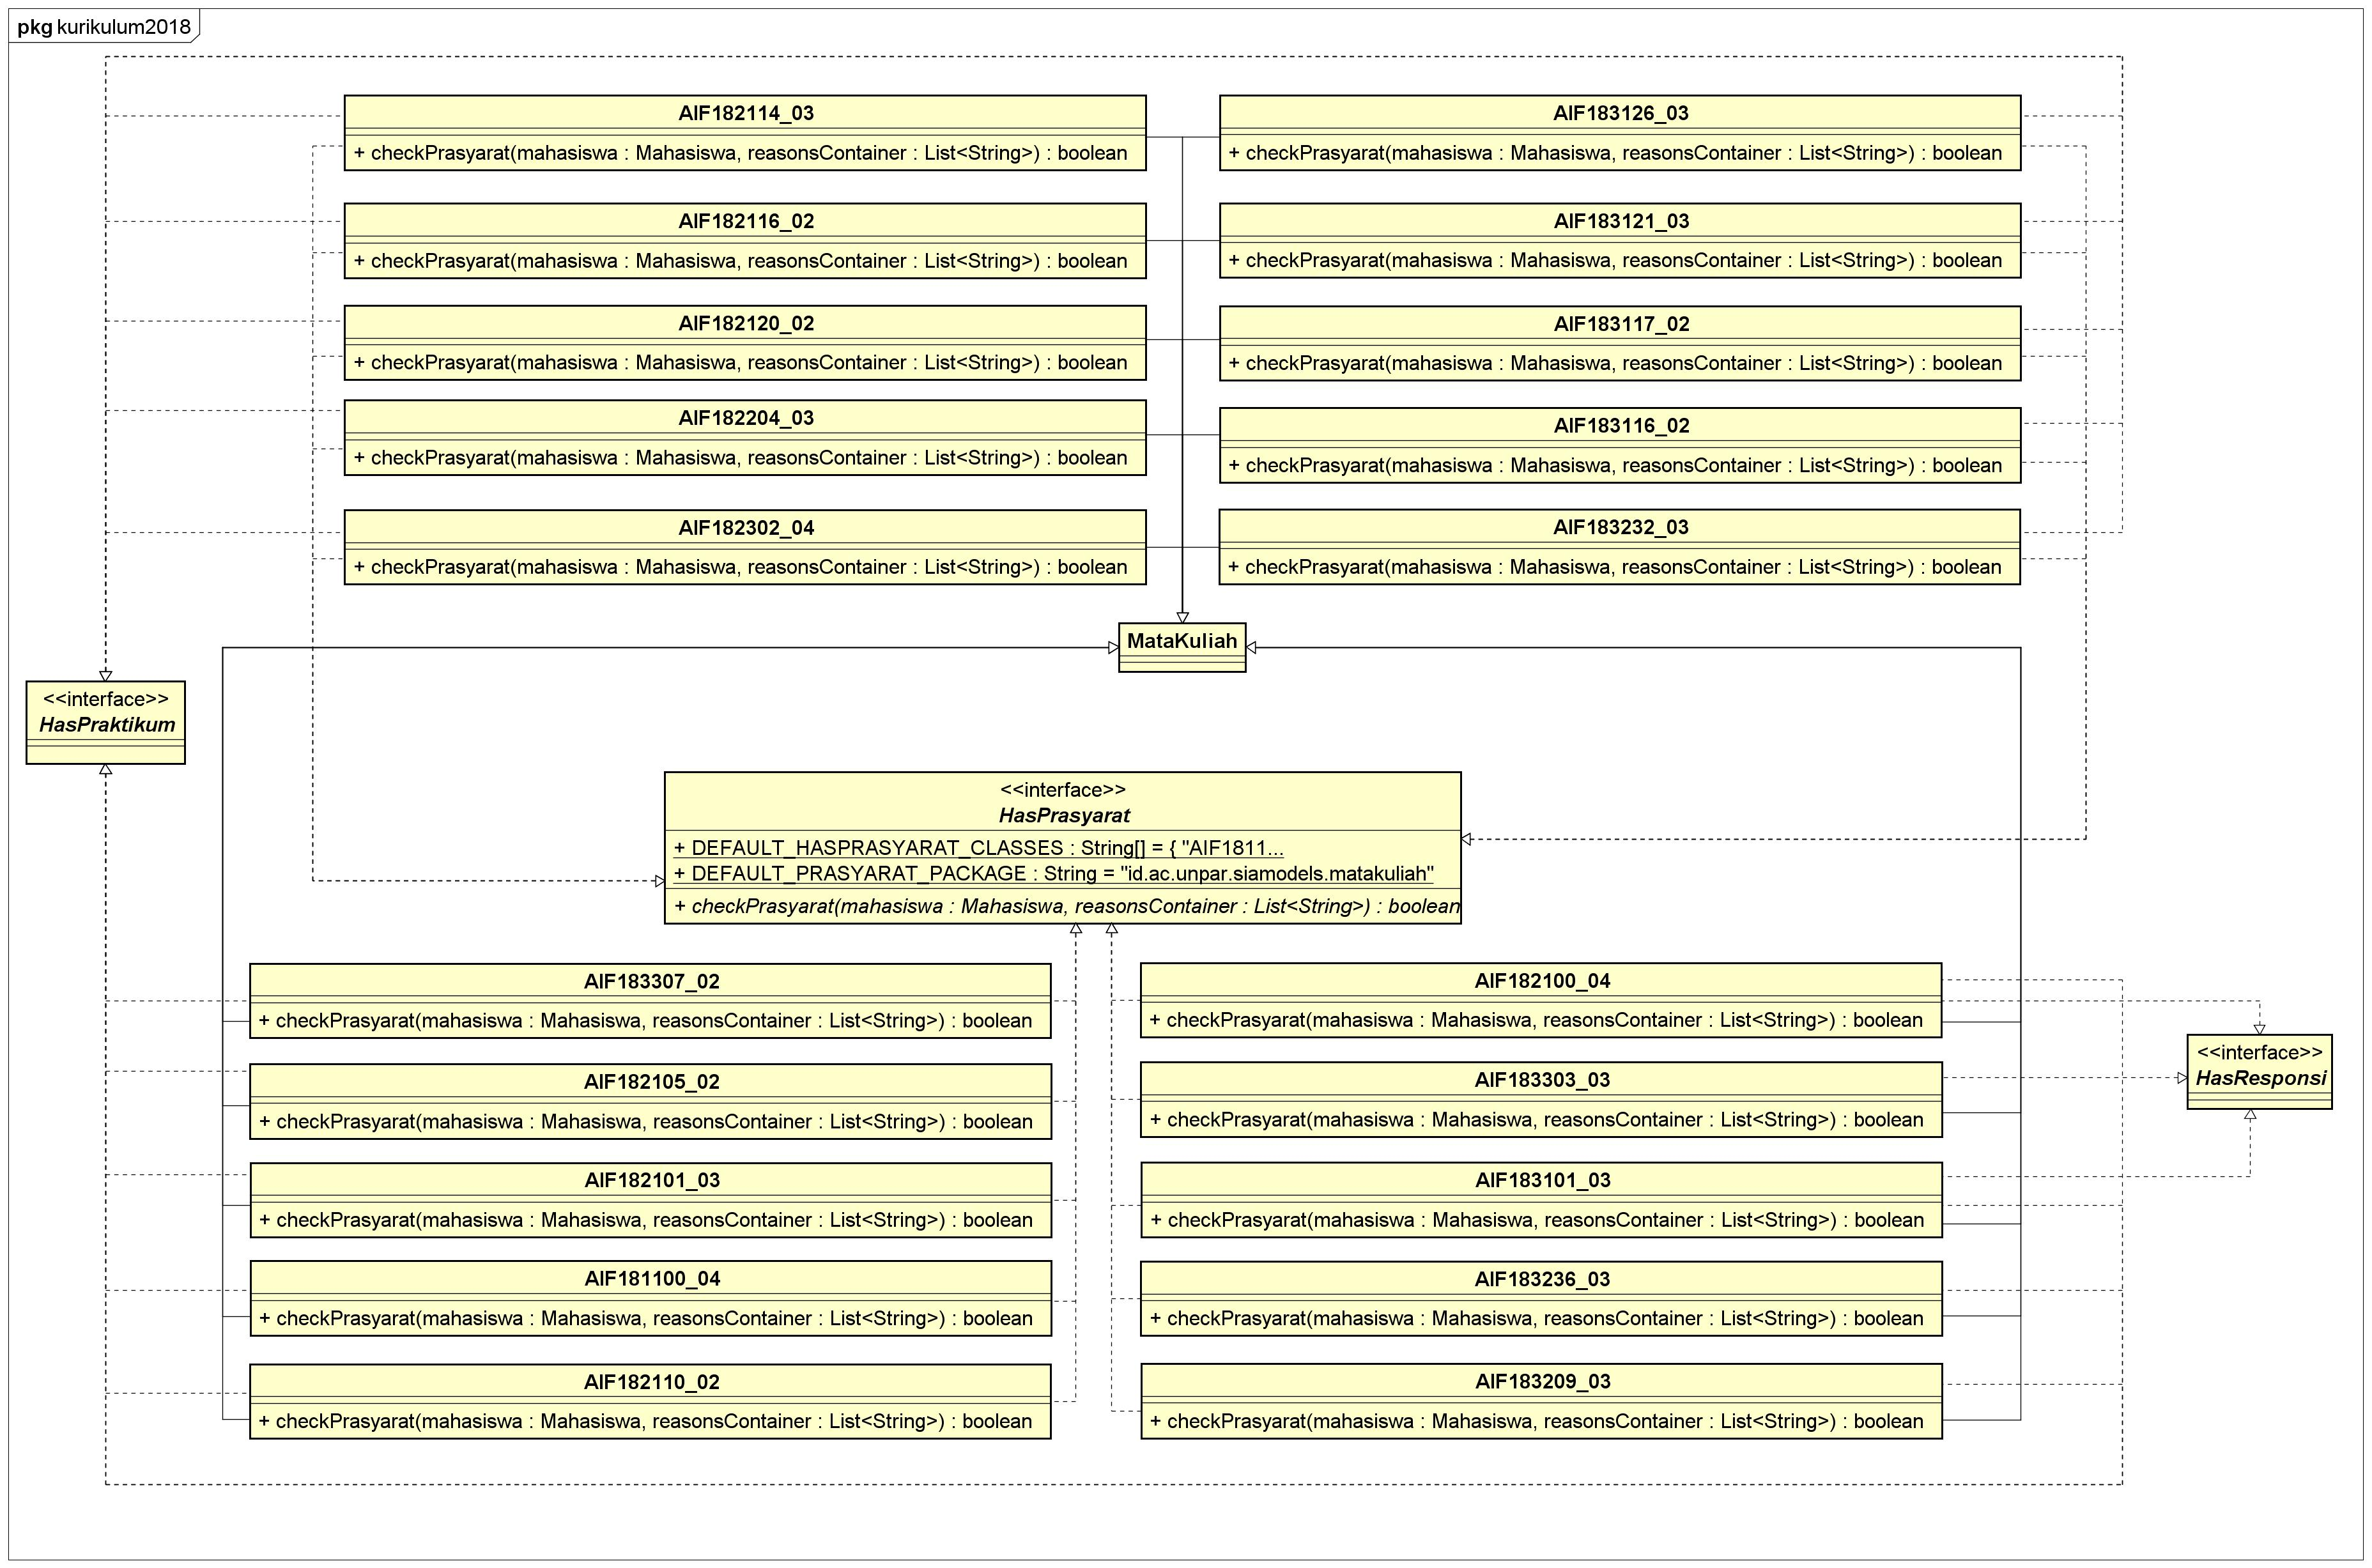 pkg kurikulum2018
AIF182114_03
+ checkPrasyarat(mahasiswa : Mahasiswa, reasonsContainer : List<String>) : boolean
AIF183126_03
+ checkPrasyarat(mahasiswa : Mahasiswa, reasonsContainer : List<String>) : boolean
AIF182116_02
+ checkPrasyarat(mahasiswa : Mahasiswa, reasonsContainer : List<String>) : boolean
AIF183121_03
+ checkPrasyarat(mahasiswa : Mahasiswa, reasonsContainer : List<String>) : boolean
AIF182120_02
+ checkPrasyarat(mahasiswa : Mahasiswa, reasonsContainer : List<String>) : boolean
AIF183117_02
+ checkPrasyarat(mahasiswa : Mahasiswa, reasonsContainer : List<String>) : boolean
AIF182204_03
+ checkPrasyarat(mahasiswa : Mahasiswa, reasonsContainer : List<String>) : boolean
AIF183116_02
+ checkPrasyarat(mahasiswa : Mahasiswa, reasonsContainer : List<String>) : boolean
AIF182302_04
+ checkPrasyarat(mahasiswa : Mahasiswa, reasonsContainer : List<String>) : boolean
AIF183232_03
+ checkPrasyarat(mahasiswa : Mahasiswa, reasonsContainer : List<String>) : boolean
MataKuliah
<<interface>>
HasPraktikum
<<interface>>
HasPrasyarat
+ DEFAULT_HASPRASYARAT_CLASSES : String[] = { "AIF1811...
+ DEFAULT_PRASYARAT_PACKAGE : String = "id.ac.unpar.siamodels.matakuliah"
+ checkPrasyarat(mahasiswa : Mahasiswa, reasonsContainer : List<String>) : boolean
AIF183307_02
+ checkPrasyarat(mahasiswa : Mahasiswa, reasonsContainer : List<String>) : boolean
AIF182100_04
+ checkPrasyarat(mahasiswa : Mahasiswa, reasonsContainer : List<String>) : boolean
<<interface>>
HasResponsi
AIF182105_02
+ checkPrasyarat(mahasiswa : Mahasiswa, reasonsContainer : List<String>) : boolean
AIF183303_03
+ checkPrasyarat(mahasiswa : Mahasiswa, reasonsContainer : List<String>) : boolean
AIF182101_03
+ checkPrasyarat(mahasiswa : Mahasiswa, reasonsContainer : List<String>) : boolean
AIF183101_03
+ checkPrasyarat(mahasiswa : Mahasiswa, reasonsContainer : List<String>) : boolean
AIF181100_04
+ checkPrasyarat(mahasiswa : Mahasiswa, reasonsContainer : List<String>) : boolean
AIF183236_03
+ checkPrasyarat(mahasiswa : Mahasiswa, reasonsContainer : List<String>) : boolean
AIF182110_02
+ checkPrasyarat(mahasiswa : Mahasiswa, reasonsContainer : List<String>) : boolean
AIF183209_03
+ checkPrasyarat(mahasiswa : Mahasiswa, reasonsContainer : List<String>) : boolean